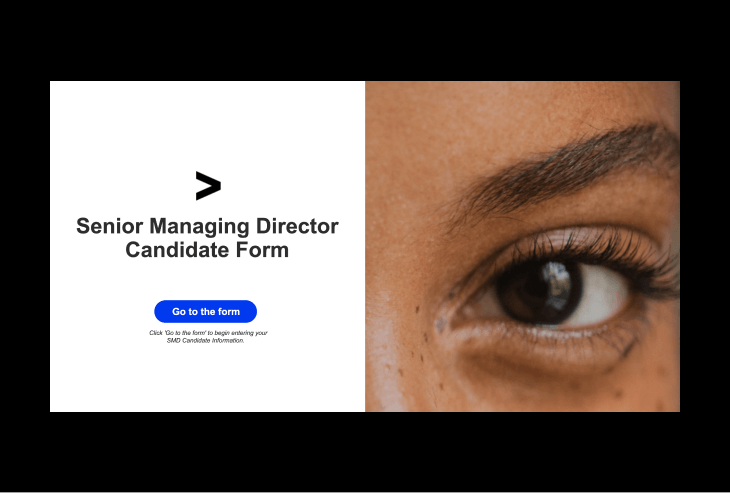 >
Senior Managing Director
Candidate Form
Go to the form
Click 'Go to the form' to begin entering your
SMD Candidate Information.